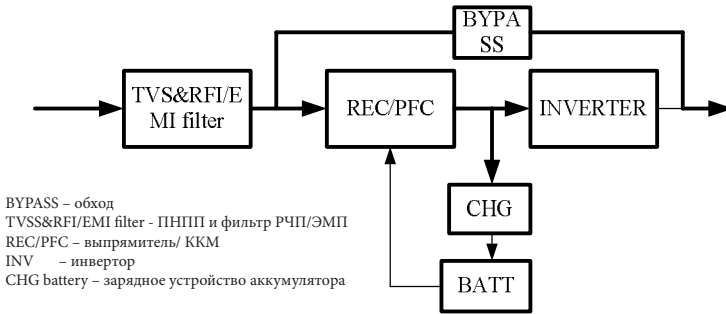 BYPA
SS
TVS&RFI/E
MI filter
REC/PFC
INVERTER
CHG
BATT
BYPASS – обход
TVSS&RFI/EMI filter - ПНПП и фильтр РЧП/ЭМП
REC/PFC – выпрямитель/ ККМ
INV – инвертор
CHG battery – зарядное устройство аккумулятора